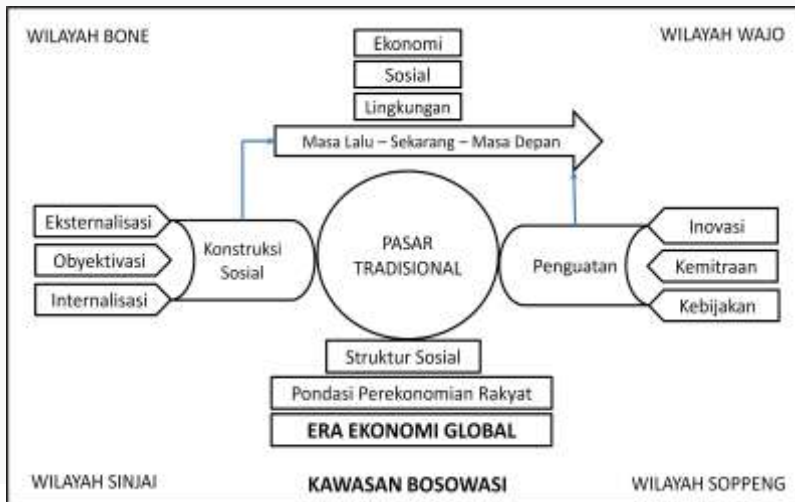 WILAYAH BONE
WILAYAH WAJO
Ekonomi
Sosial
Lingkungan
Masa Lalu – Sekarang – Masa Depan
Eksternalisasi
Obyektivasi
Internalisasi
Konstruksi
Sosial
PASAR
TRADISIONAL
Penguatan
Inovasi
Kemitraan
Kebijakan
Struktur Sosial
Pondasi Perekonomian Rakyat
ERA EKONOMI GLOBAL
WILAYAH SINJAI
KAWASAN BOSOWASI
WILAYAH SOPPENG